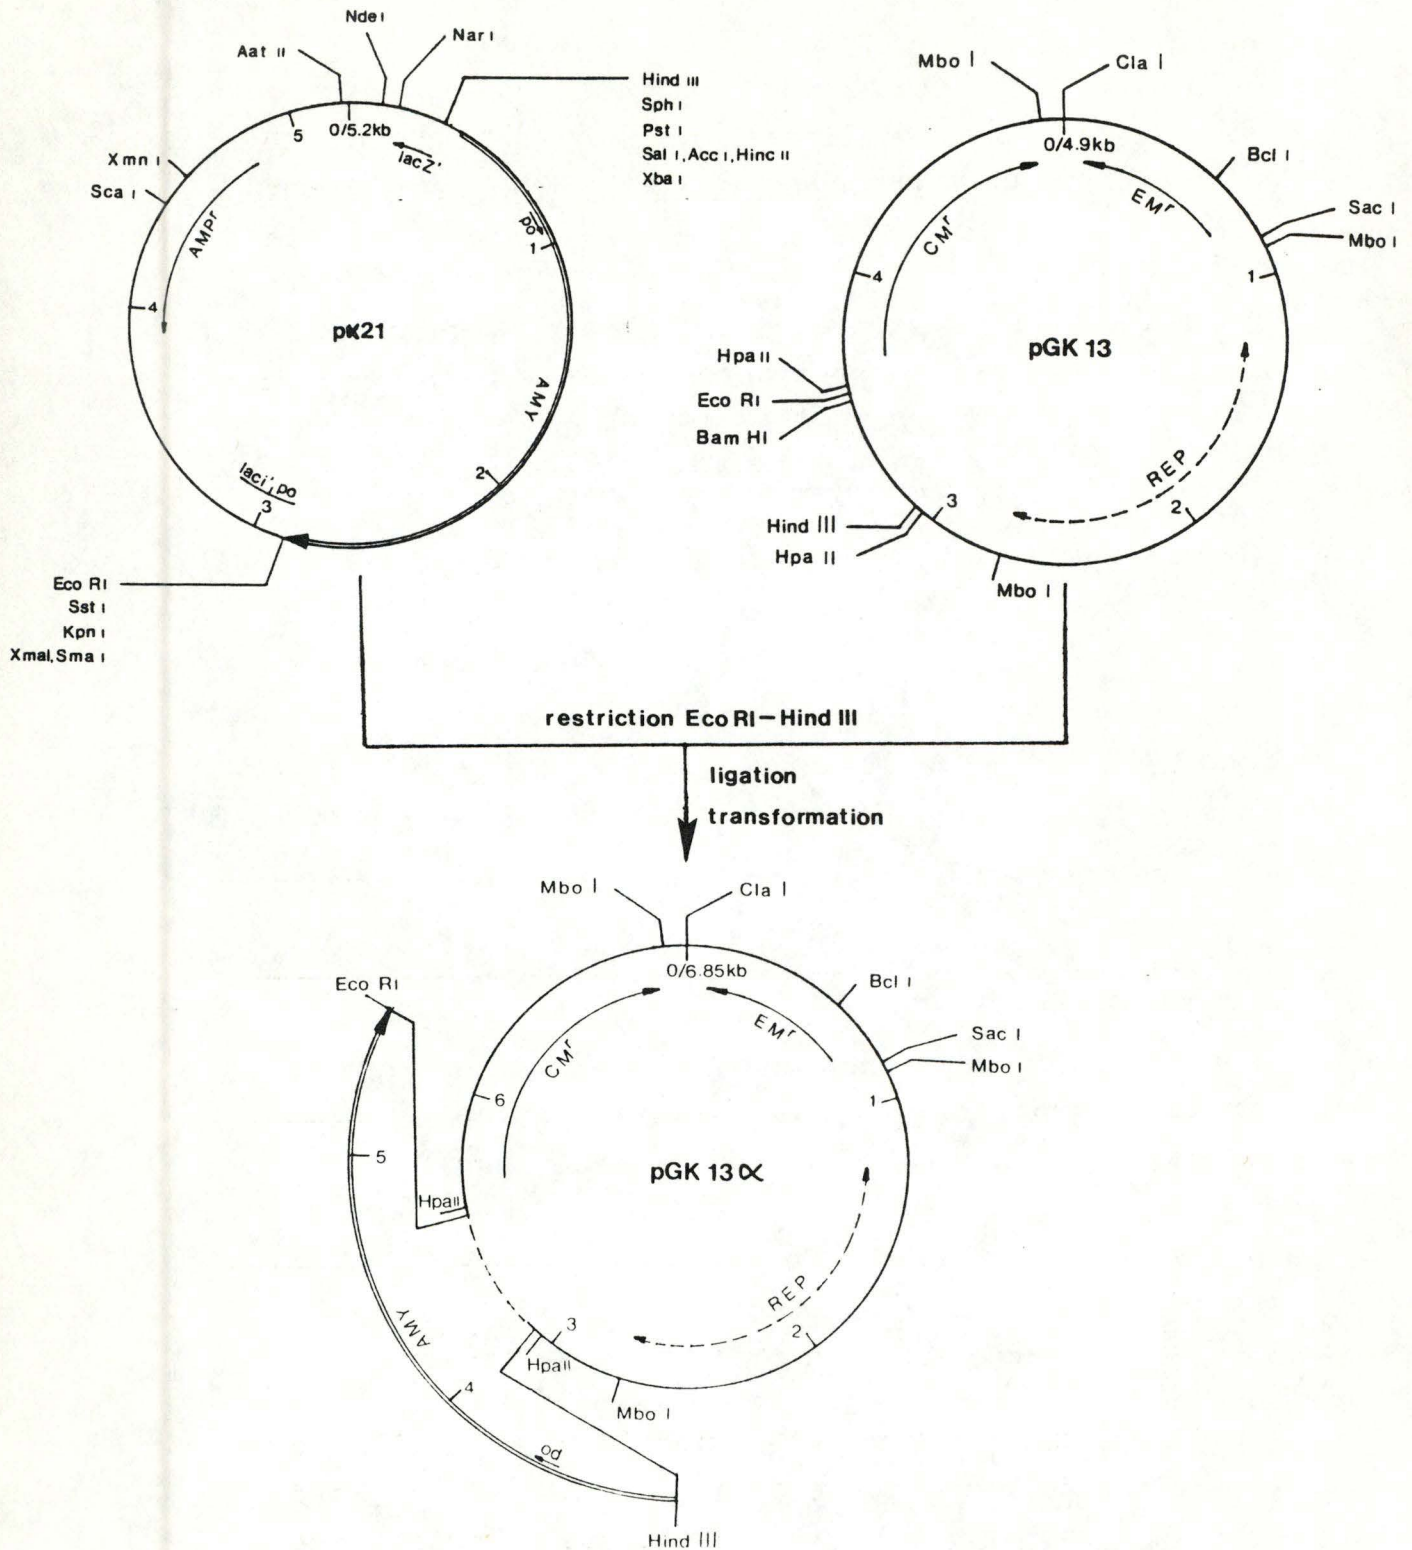 Nde I
Nar I
Aat II
Hind III
Sph I
Pst I
Sal I, Acc I, Hinc II
Xba I
Xmn I
Sca I
5
0/5.2kb
lacZ'
AMPr
po
1
4
pα21
AMY
2
laci', po
3
Eco RI
Sst I
Kpn I
XmaI, Sma I
Mbo I
Cla I
0/4.9kb
Bcl I
EMr
CMr
Sac I
Mbo I
4
1
pGK 13
Hpa II
Eco RI
Bam HI
REP
3
2
Hind III
Hpa II
Mbo I
restriction Eco RI – Hind III
ligation
transformation
Mbo I
Cla I
0/6.85kb
Eco RI
Bcl I
EMr
CMr
Sac I
Mbo I
6
1
5
pGK 13 α
Hpa II
REP
AMY
3
2
Hpa II
4
Mbo I
po
Hind III